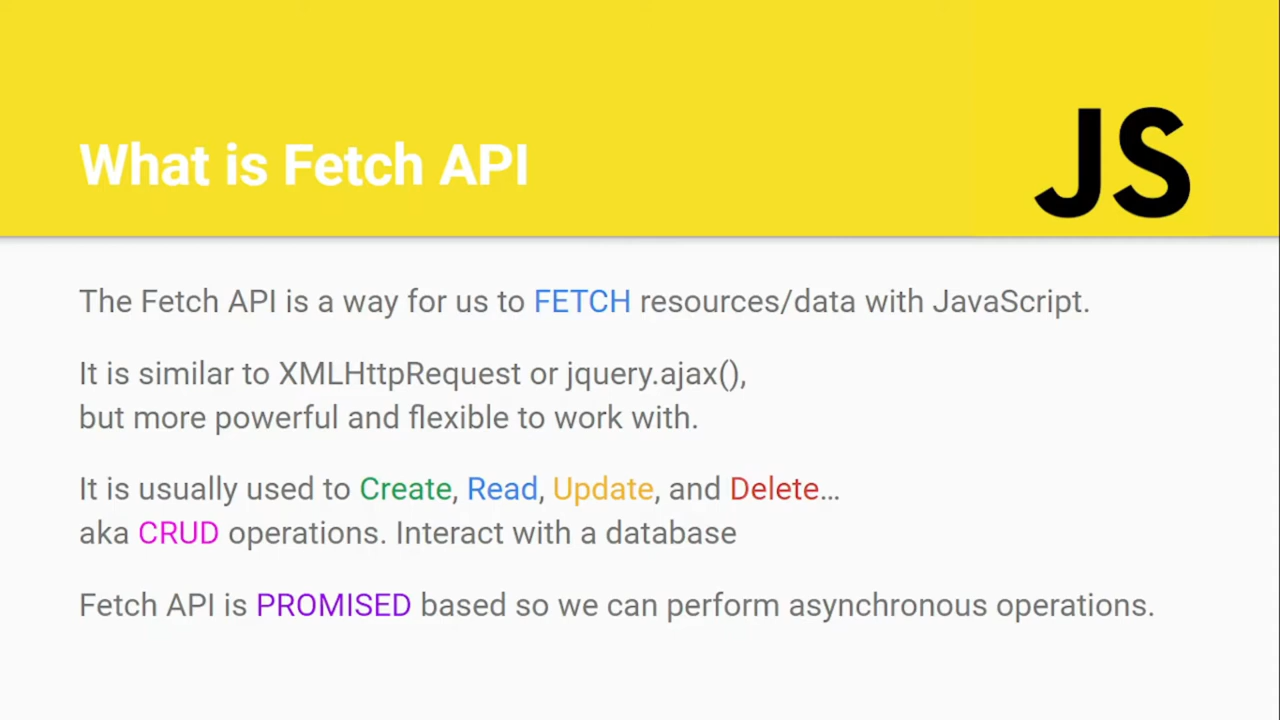 What is Fetch API
JS
The Fetch API is a way for us to FETCH resources/data with JavaScript.
It is similar to XMLHttpRequest or jquery.ajax(),
but more powerful and flexible to work with.
It is usually used to Create, Read, Update, and Delete…
aka CRUD operations. Interact with a database
Fetch API is PROMISED based so we can perform asynchronous operations.